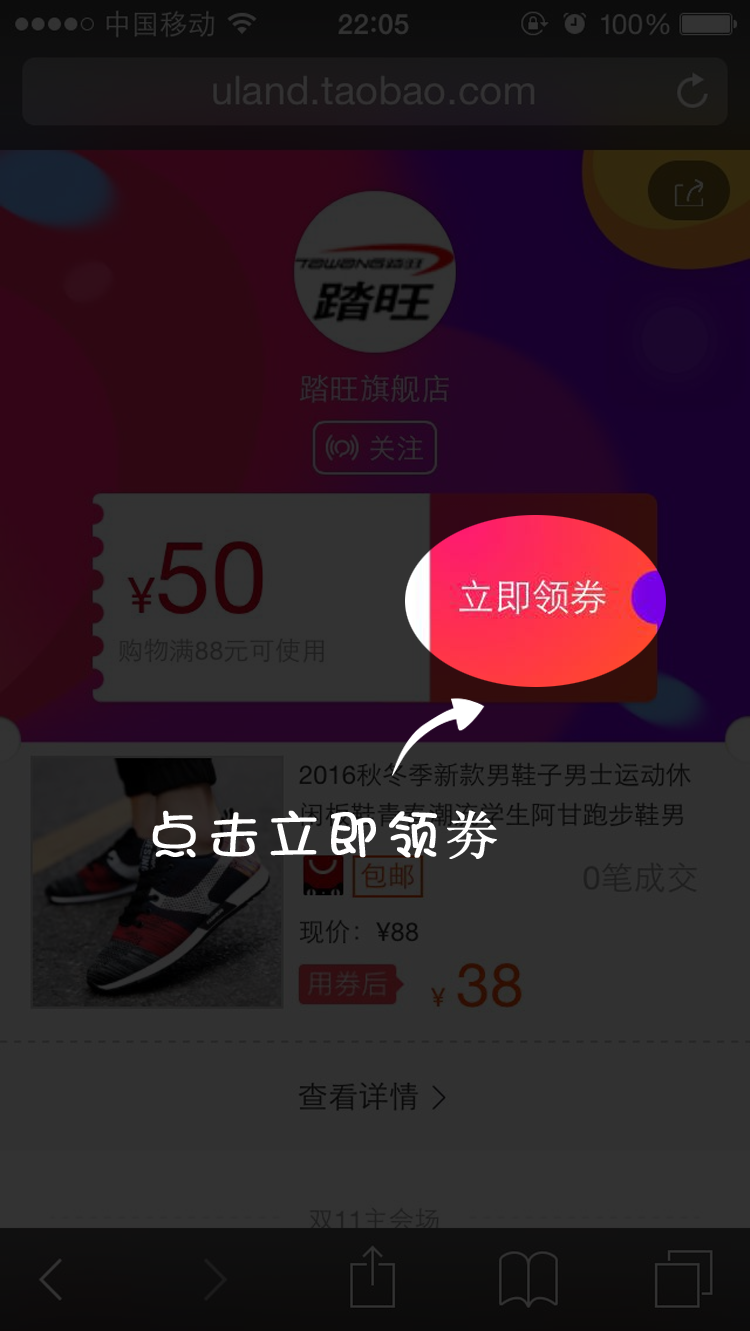 中国移动 22:05 100%
uland.taobao.com
TAWANG踏旺
踏旺
踏旺旗舰店
关注
¥50
购物满88元可使用
立即领券
2016秋冬季新款男鞋子男士运动休
闲板鞋青春潮流学生阿甘跑步鞋男
点击立即领券
包邮
0笔成交
现价：¥88
用券后 ¥38
查看详情
双11主会场